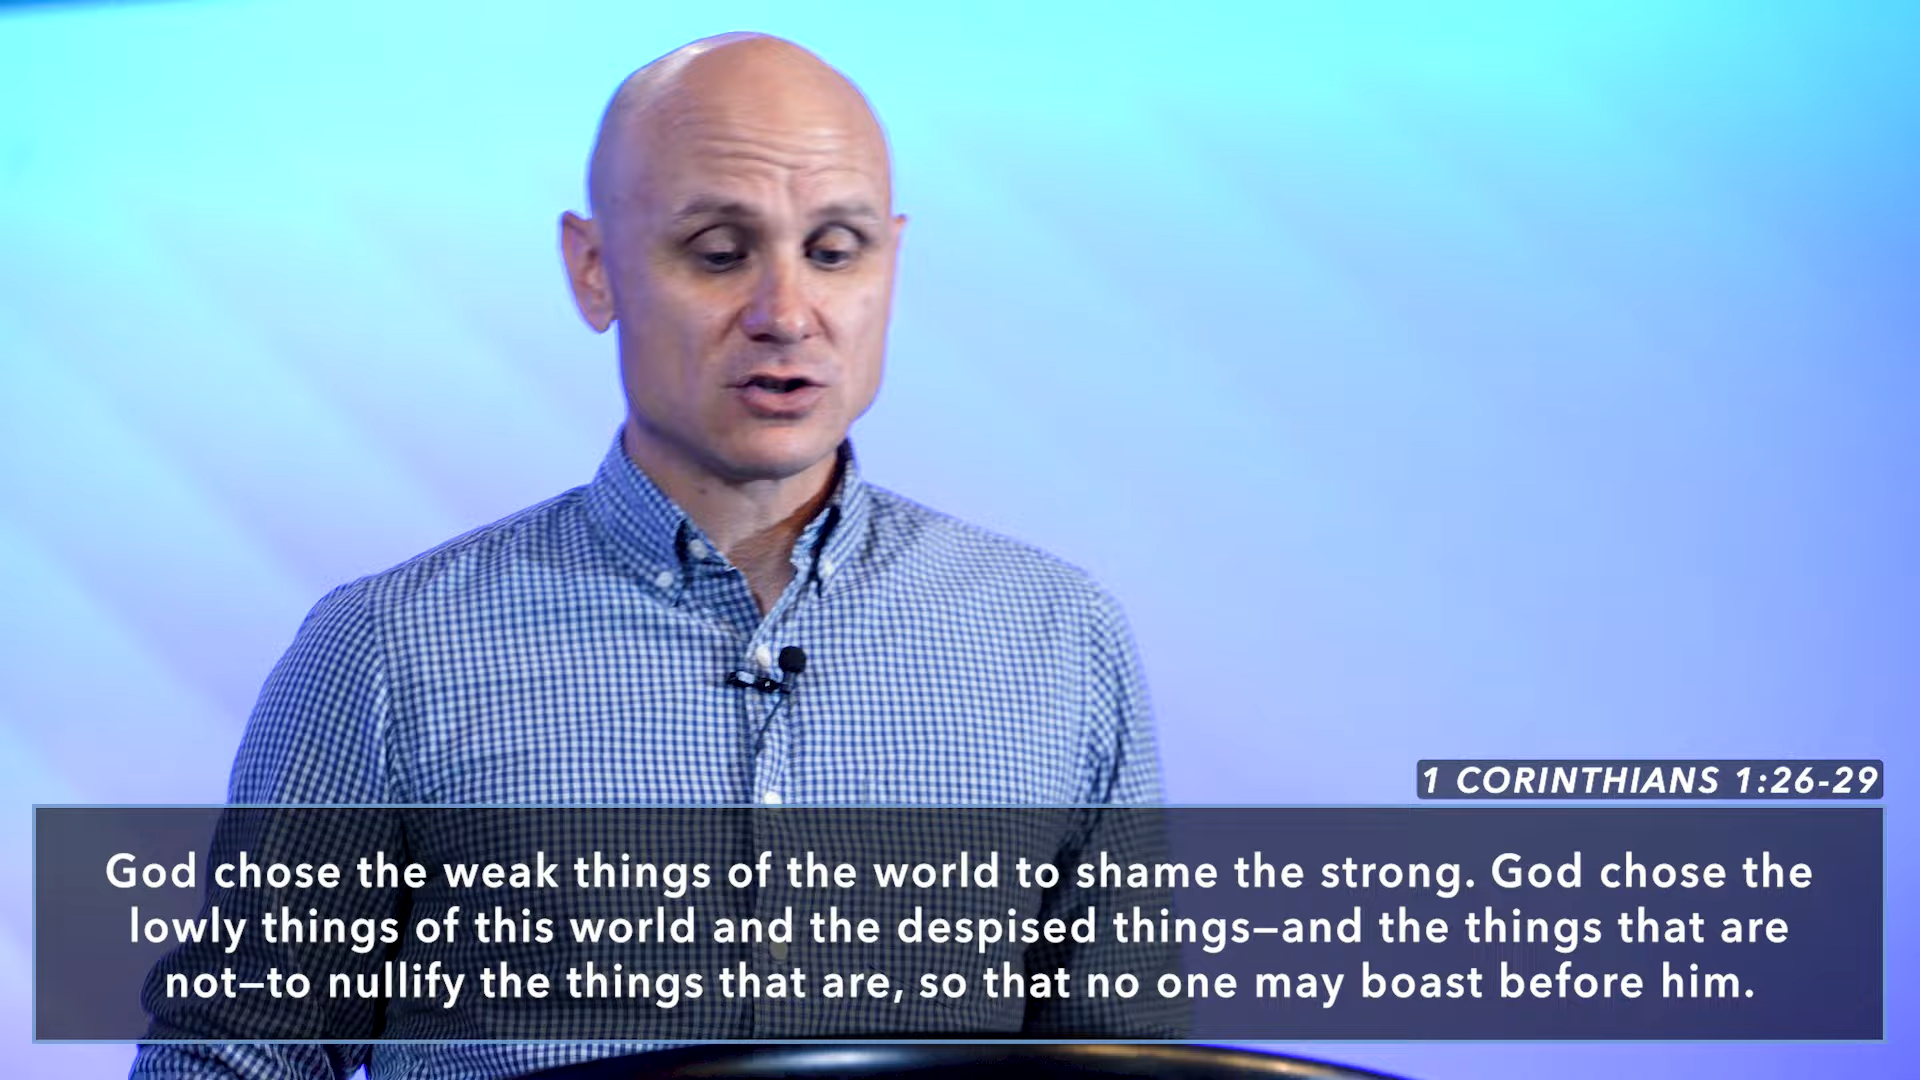 1 CORINTHIANS 1:26-29
God chose the weak things of the world to shame the strong. God chose the
lowly things of this world and the despised things—and the things that are
not—to nullify the things that are, so that no one may boast before him.